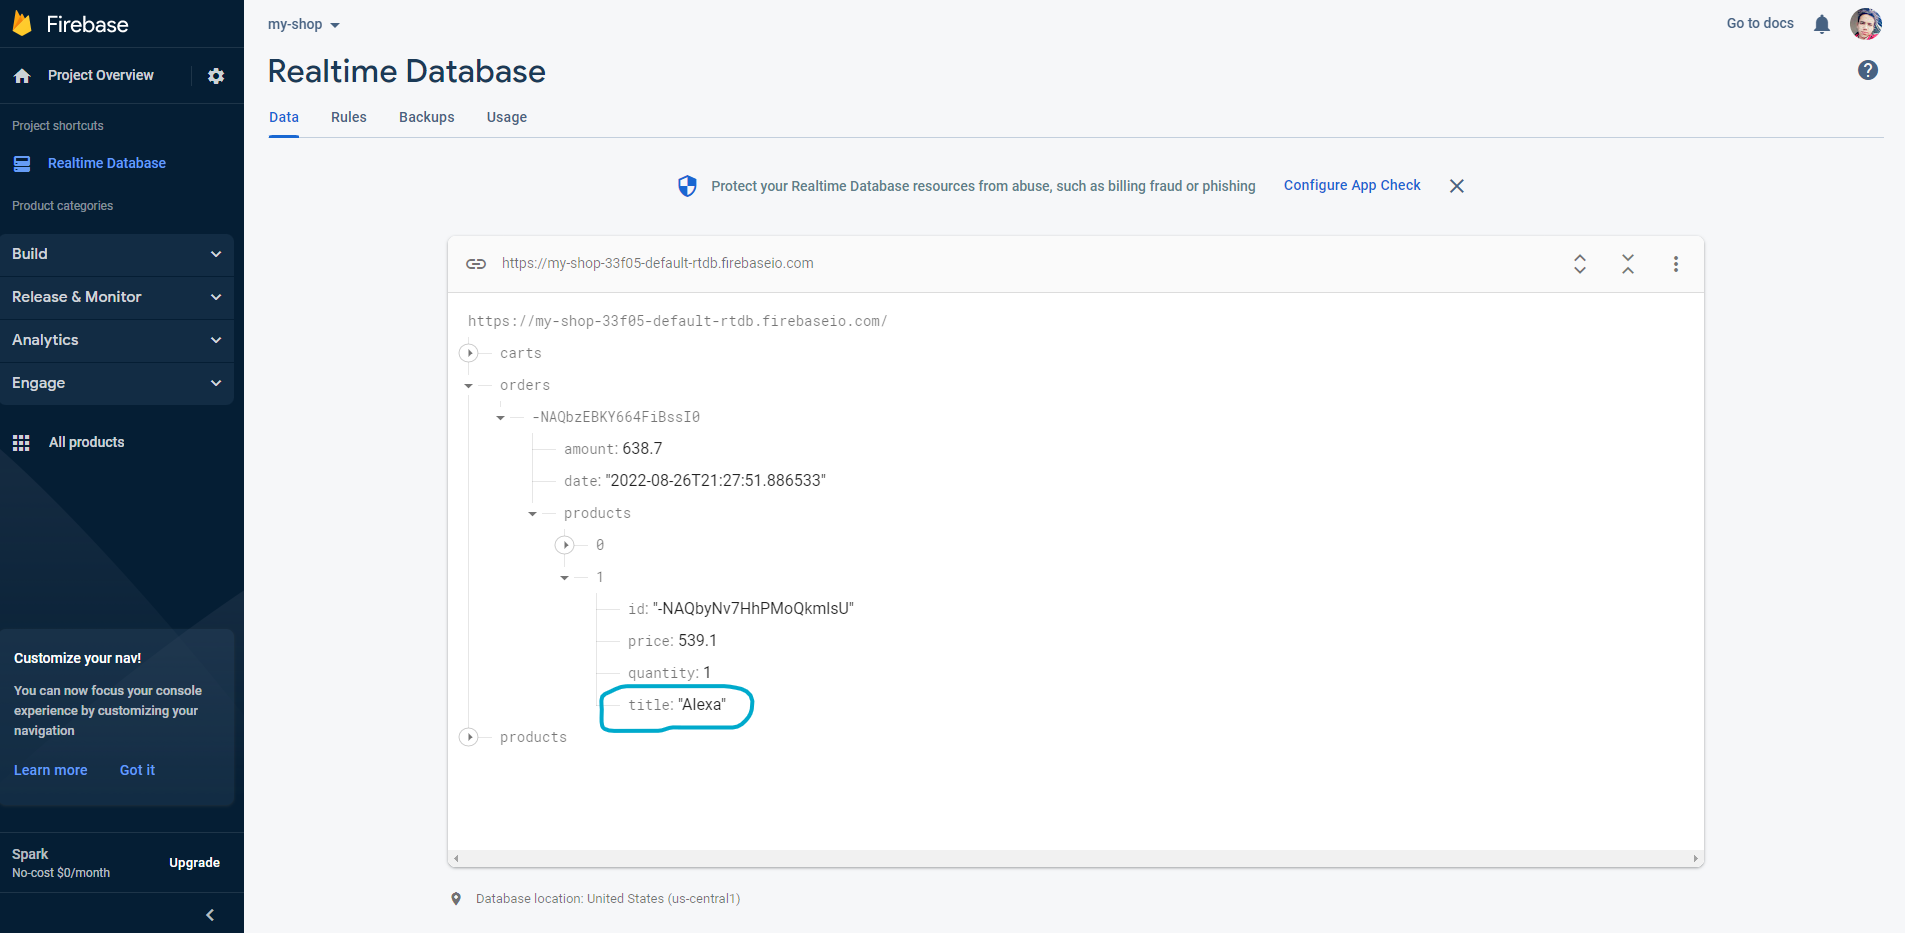 Firebase
Project Overview
Project shortcuts
Realtime Database
Product categories
Build
Release & Monitor
Analytics
Engage
All products
Customize your nav!
You can now focus your console
experience by customizing your
navigation
Learn more Got it
Spark
No-cost $0/month
Upgrade
my-shop
Go to docs
Realtime Database
Data Rules Backups Usage
Protect your Realtime Database resources from abuse, such as billing fraud or phishing Configure App Check
https://my-shop-33f05-default-rtdb.firebaseio.com
https://my-shop-33f05-default-rtdb.firebaseio.com/
carts
orders
-NAQbzEBKY664FiBssI0
amount: 638.7
date: "2022-08-26T21:27:51.886533"
products
0
1
id: "-NAQbyNv7HhPMoQkmIsU"
price: 539.1
quantity: 1
title: "Alexa"
products
Database location: United States (us-central1)